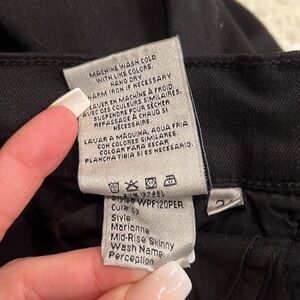 MACHINE WASH COLD
WITH LIKE COLORS.
HANG DRY
WARM IRON IF NECESSARY.
LAVER EN MACHINE À FROID
AVEC COULEURS SIMILAIRES.
SUSPENDRE POUR SÉCHER
REPASSAGE À CHAUD SI
NÉCESSAIRE.
LAVAR A MÁQUINA, AGUA FRIA
CON COLORES SIMILARES.
COLGAR PARA SECAR
PLANCHA TIBIA SI ES NECESARIO.
Style# WPF120PER
Cut#
Style:
Marianne
Mid-Rise Skinny
Wash Name:
Perception
2